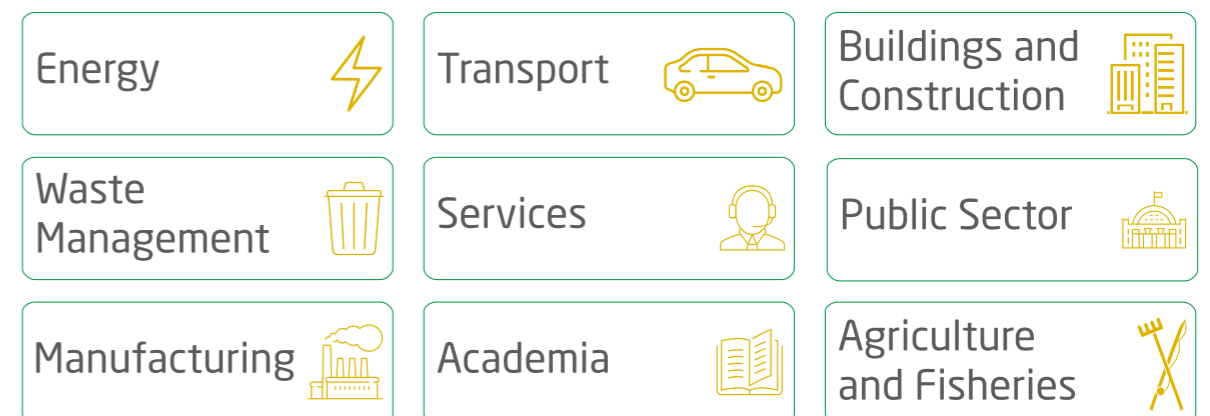 Energy
Transport
Buildings and
Construction
Waste
Management
Services
Public Sector
Manufacturing
Academia
Agriculture
and Fisheries